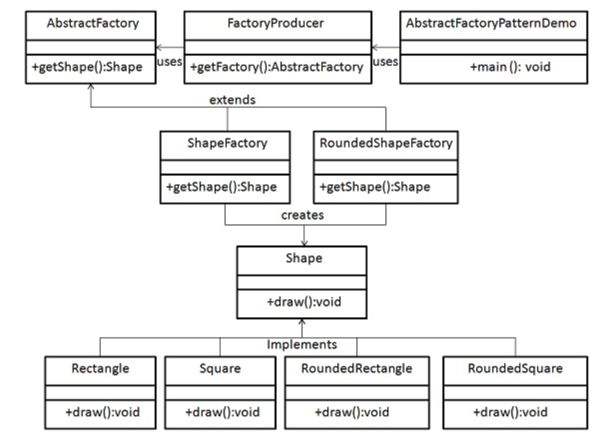 AbstractFactory
+getShape():Shape
uses
FactoryProducer
+getFactory():AbstractFactory
uses
AbstractFactoryPatternDemo
+main(): void
extends
ShapeFactory
+getShape():Shape
RoundedShapeFactory
+getShape():Shape
creates
Shape
+draw():void
Implements
Rectangle
+draw():void
Square
+draw():void
RoundedRectangle
+draw():void
RoundedSquare
+draw():void